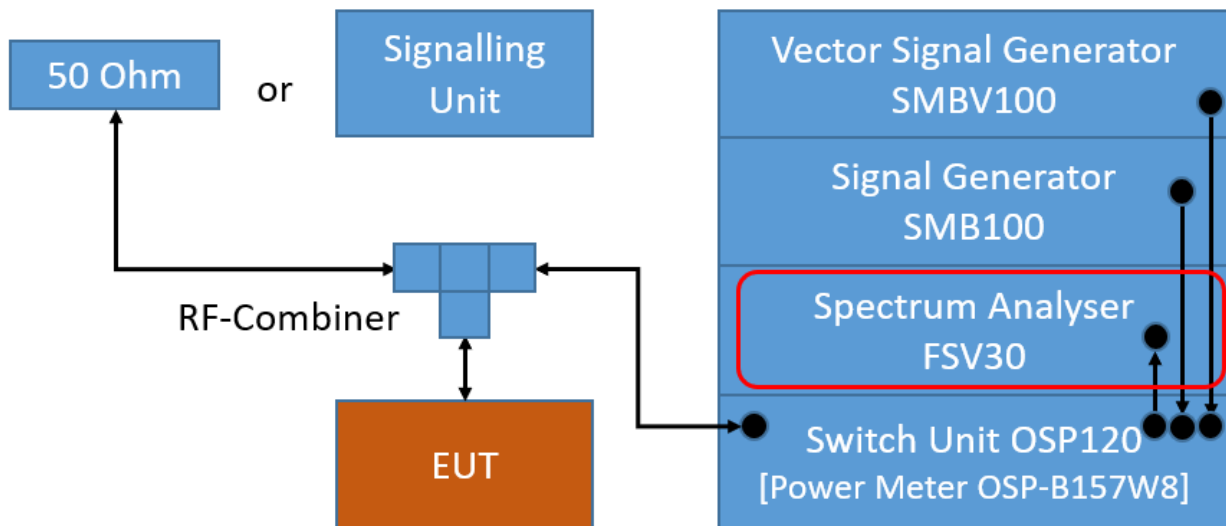 50 Ohm
or
Signalling
Unit
RF-Combiner
EUT
Vector Signal Generator
SMBV100
Signal Generator
SMB100
Spectrum Analyser
FSV30
Switch Unit OSP120
[Power Meter OSP-B157W8]